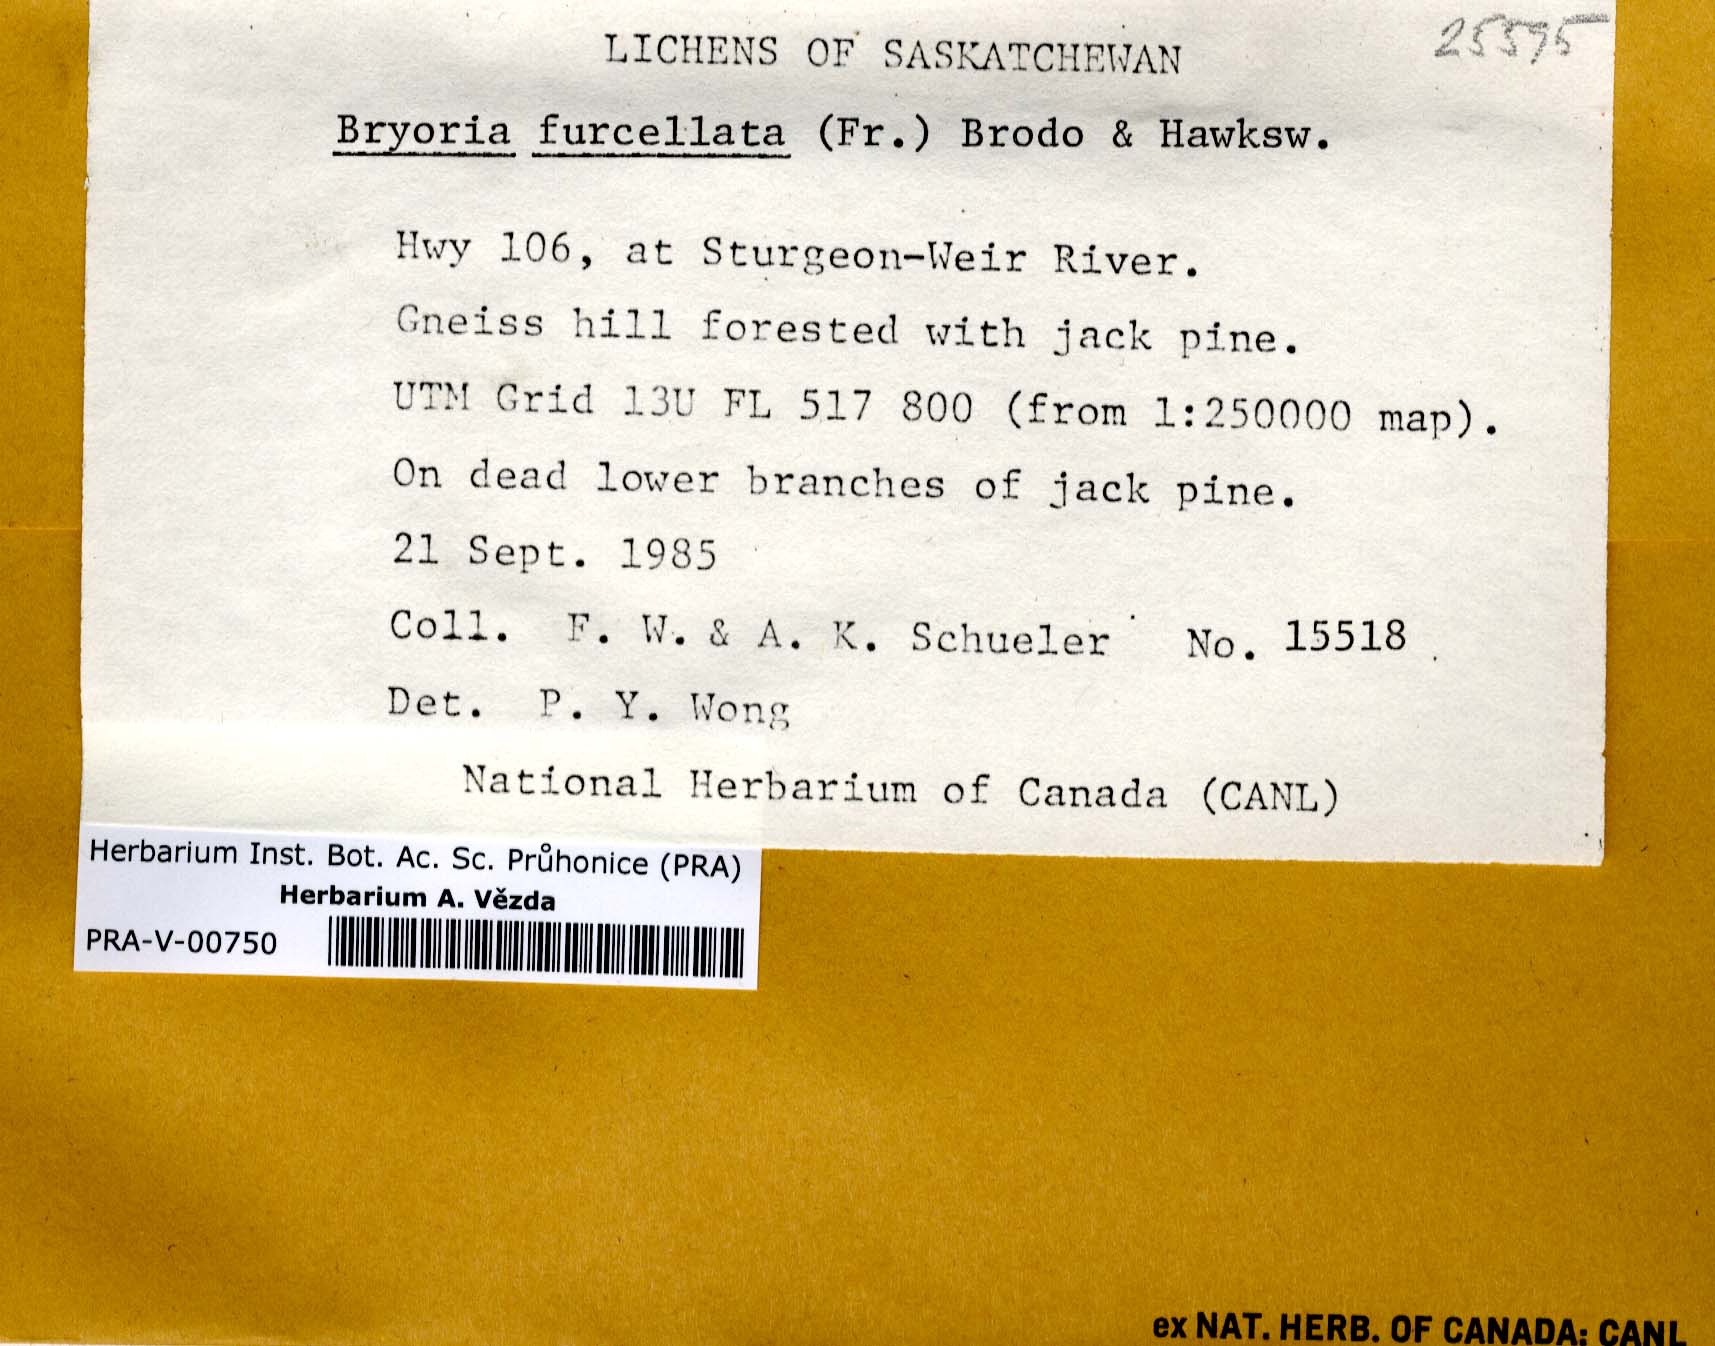 25595
LICHENS OF SASKATCHEWAN
Bryoria furcellata (Fr.) Brodo & Hawksw.
Hwy 106, at Sturgeon-Weir River.
Gneiss hill forested with jack pine.
UTM Grid 13U FL 517 800 (from 1:250000 map).
On dead lower branches of jack pine.
21 Sept. 1985
Coll. F. W. & A. K. Schueler No. 15518
Det. P. Y. Wong
National Herbarium of Canada (CANL)
Herbarium Inst. Bot. Ac. Sc. Průhonice (PRA)
Herbarium A. Vězda
PRA-V-00750
ex NAT. HERB. OF CANADA: CANL